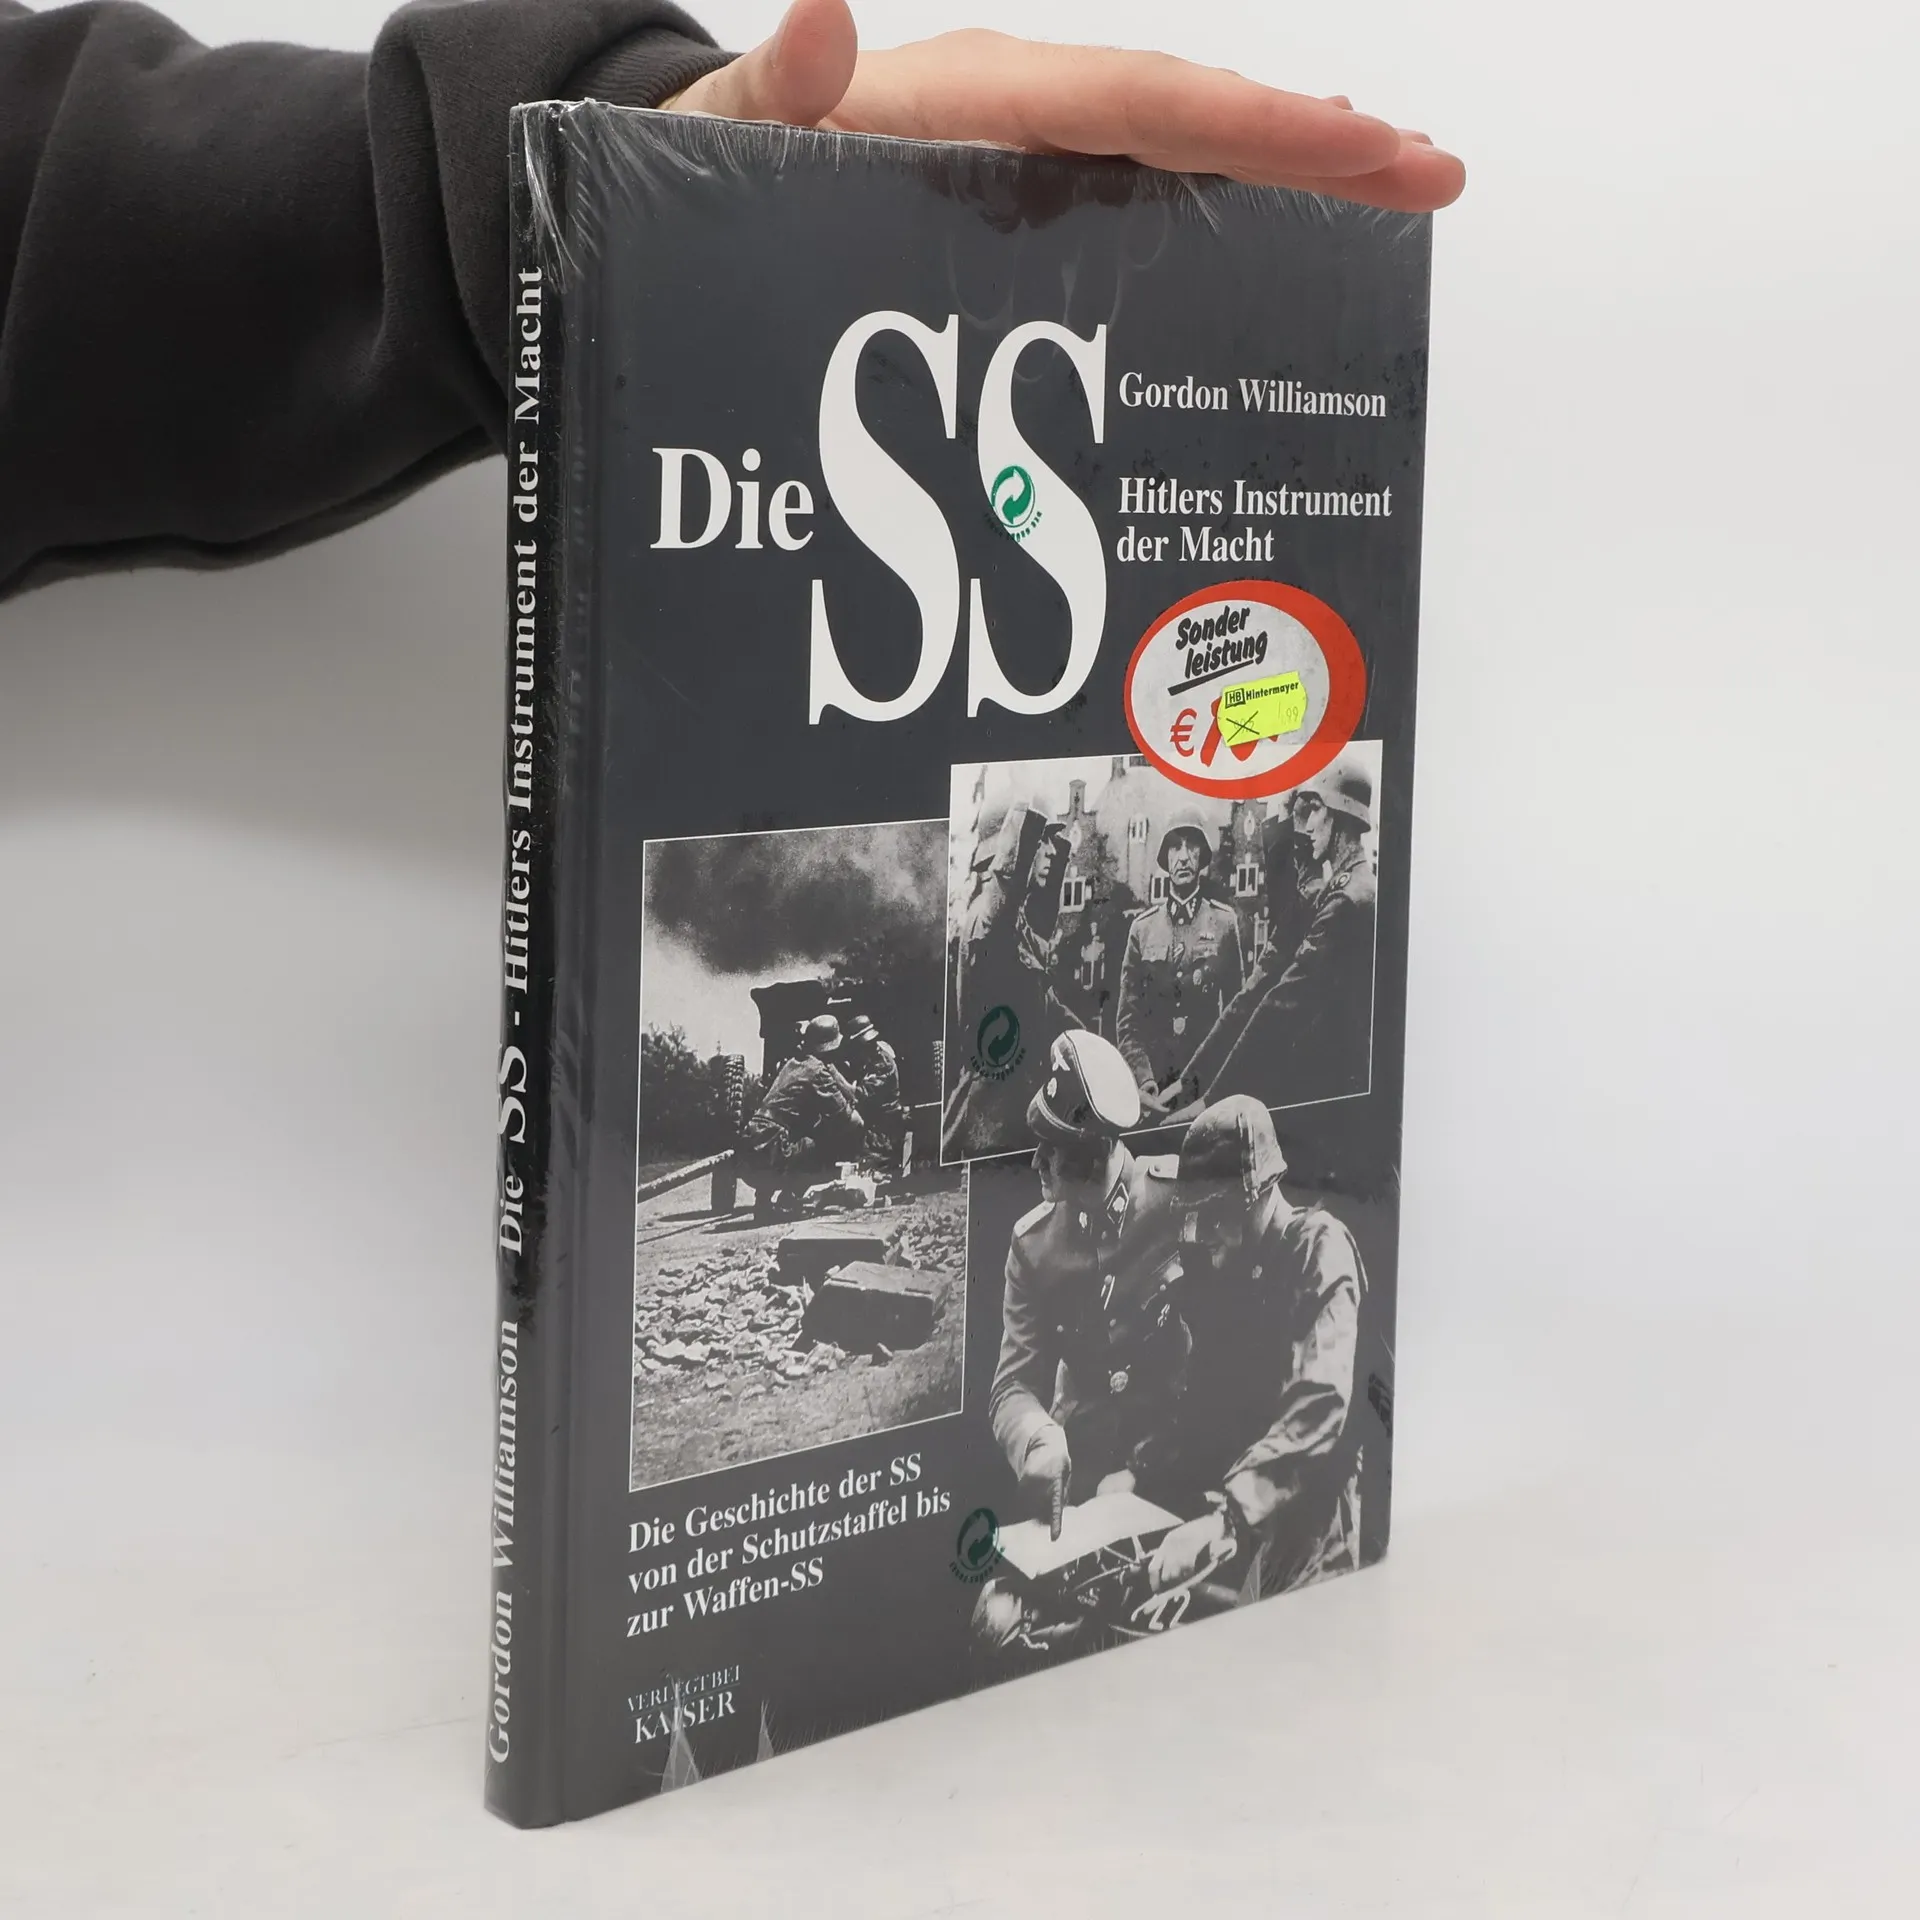 Gordon Williamson Die SS - Hitlers Instrument der Macht
Die SS
Gordon Williamson
Hitlers Instrument
der Macht
Sonder
leistung
HB Hintermayer
€
Die Geschichte der SS
von der Schutzstaffel bis
zur Waffen-SS
VERLEGT BEI
KAISER